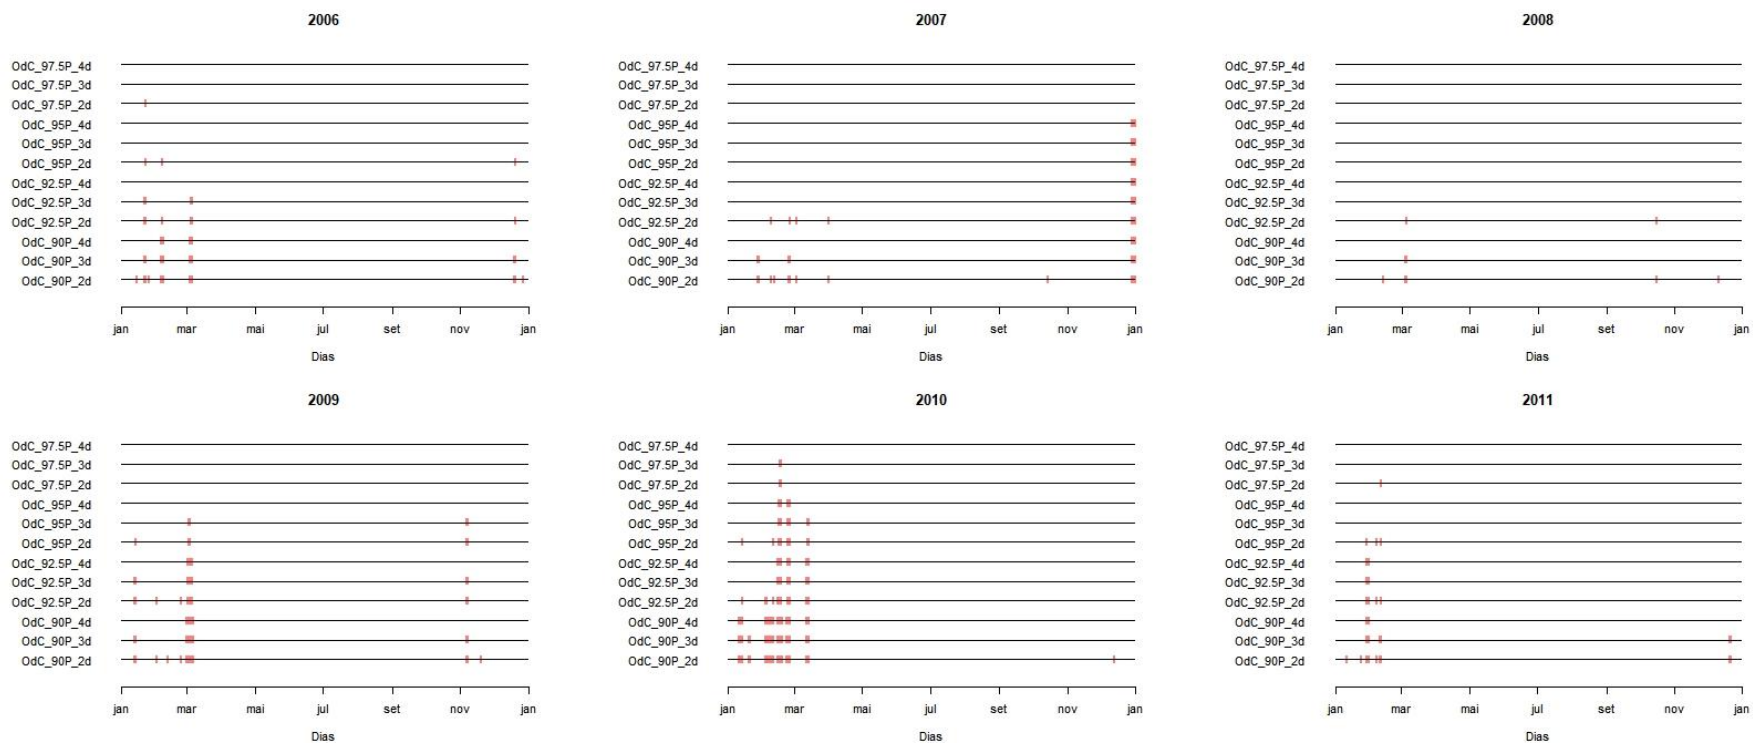 2006
OdC_97.5P_4d
OdC_97.5P_3d
OdC_97.5P_2d
OdC_95P_4d
OdC_95P_3d
OdC_95P_2d
OdC_92.5P_4d
OdC_92.5P_3d
OdC_92.5P_2d
OdC_90P_4d
OdC_90P_3d
OdC_90P_2d
jan mar mai jul set nov jan
Dias
2007
OdC_97.5P_4d
OdC_97.5P_3d
OdC_97.5P_2d
OdC_95P_4d
OdC_95P_3d
OdC_95P_2d
OdC_92.5P_4d
OdC_92.5P_3d
OdC_92.5P_2d
OdC_90P_4d
OdC_90P_3d
OdC_90P_2d
jan mar mai jul set nov jan
Dias
2008
OdC_97.5P_4d
OdC_97.5P_3d
OdC_97.5P_2d
OdC_95P_4d
OdC_95P_3d
OdC_95P_2d
OdC_92.5P_4d
OdC_92.5P_3d
OdC_92.5P_2d
OdC_90P_4d
OdC_90P_3d
OdC_90P_2d
jan mar mai jul set nov jan
Dias
2009
OdC_97.5P_4d
OdC_97.5P_3d
OdC_97.5P_2d
OdC_95P_4d
OdC_95P_3d
OdC_95P_2d
OdC_92.5P_4d
OdC_92.5P_3d
OdC_92.5P_2d
OdC_90P_4d
OdC_90P_3d
OdC_90P_2d
jan mar mai jul set nov jan
Dias
2010
OdC_97.5P_4d
OdC_97.5P_3d
OdC_97.5P_2d
OdC_95P_4d
OdC_95P_3d
OdC_95P_2d
OdC_92.5P_4d
OdC_92.5P_3d
OdC_92.5P_2d
OdC_90P_4d
OdC_90P_3d
OdC_90P_2d
jan mar mai jul set nov jan
Dias
2011
OdC_97.5P_4d
OdC_97.5P_3d
OdC_97.5P_2d
OdC_95P_4d
OdC_95P_3d
OdC_95P_2d
OdC_92.5P_4d
OdC_92.5P_3d
OdC_92.5P_2d
OdC_90P_4d
OdC_90P_3d
OdC_90P_2d
jan mar mai jul set nov jan
Dias